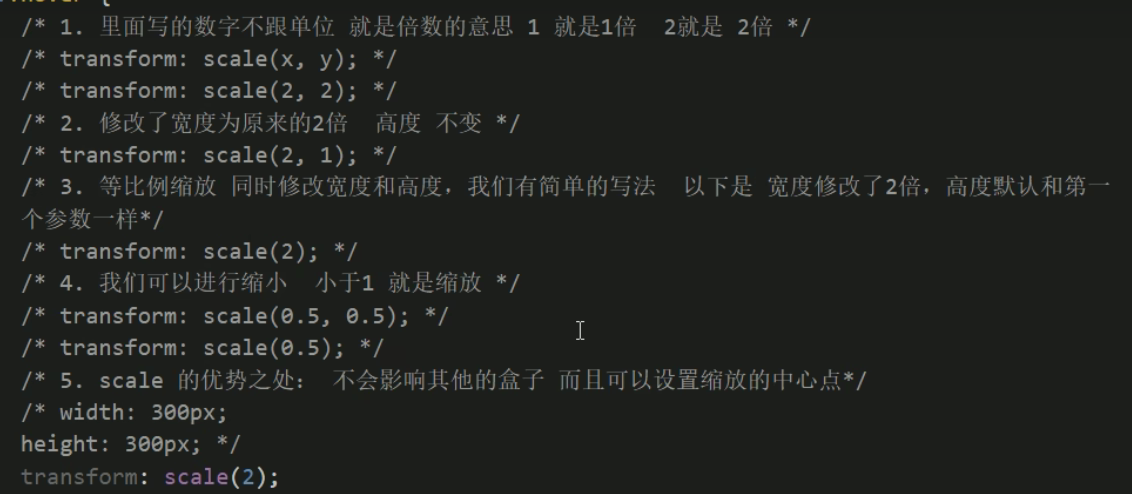 /* 1. 里面写的数字不跟单位 就是倍数的意思 1 就是1倍  2就是 2倍 */
/* transform: scale(x, y); */
/* transform: scale(2, 2); */
/* 2. 修改了宽度为原来的2倍  高度 不变 */
/* transform: scale(2, 1); */
/* 3. 等比例缩放 同时修改宽度和高度，我们有简单的写法  以下是 宽度修改了2倍，高度默认和第一
个参数一样*/
/* transform: scale(2); */
/* 4. 我们可以进行缩小  小于1 就是缩放 */
/* transform: scale(0.5, 0.5); */
/* transform: scale(0.5); */
/* 5. scale 的优势之处： 不会影响其他的盒子 而且可以设置缩放的中心点*/
/* width: 300px;
height: 300px; */
transform: scale(2);